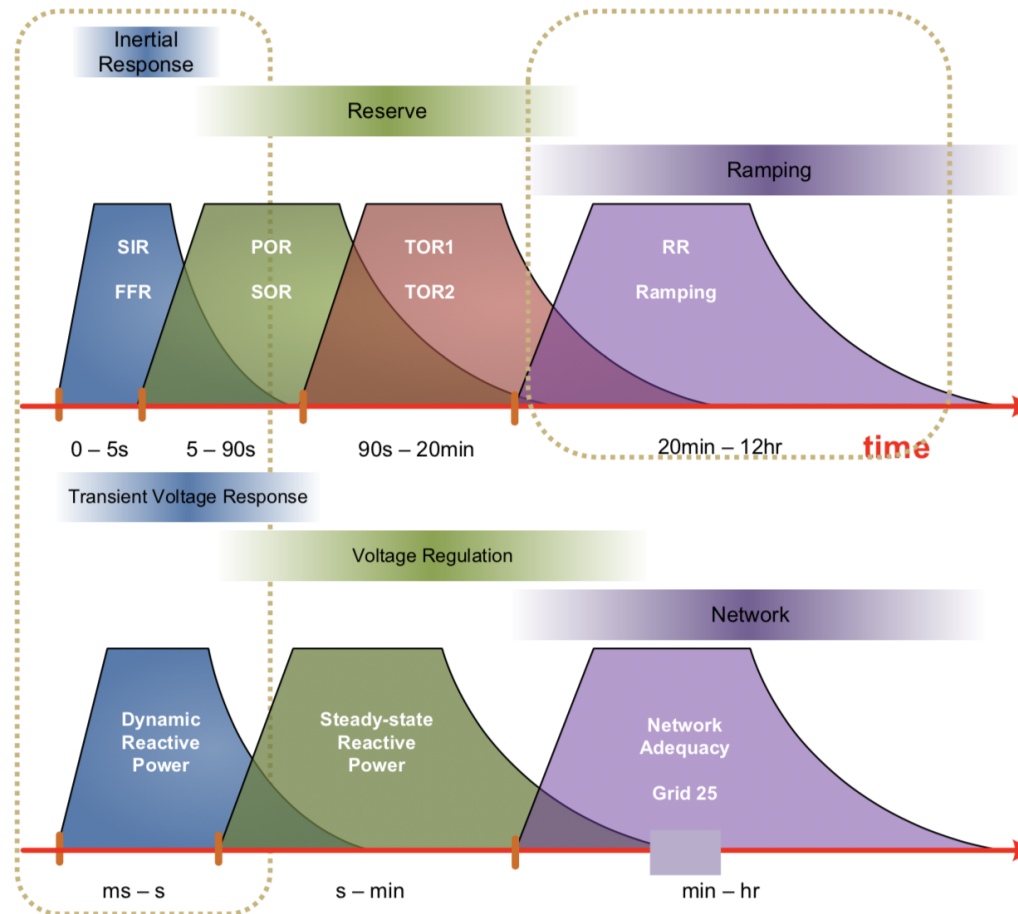 Inertial
Response
Reserve
Ramping
SIR
FFR
POR
SOR
TOR1
TOR2
RR
Ramping
0 – 5s
5 – 90s
90s – 20min
20min – 12hr
time
Transient Voltage Response
Voltage Regulation
Network
Dynamic
Reactive
Power
Steady-state
Reactive
Power
Network
Adequacy
Grid 25
ms – s
s – min
min – hr